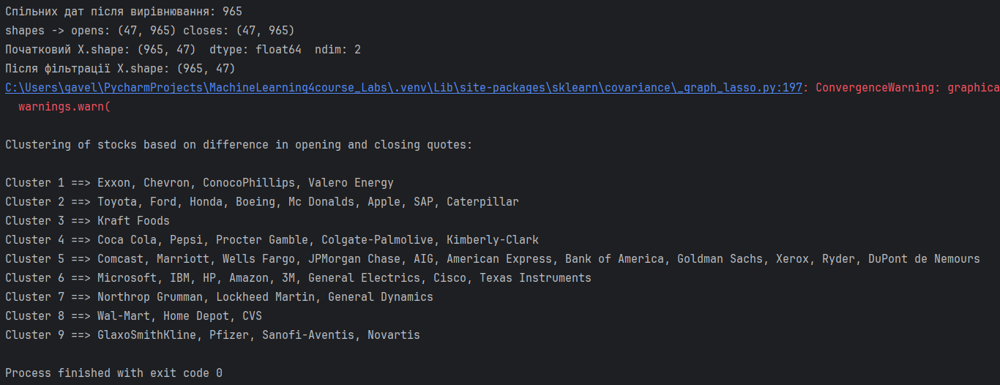 Спільних дат після вирівнювання: 965
shapes -> opens: (47, 965) closes: (47, 965)
Початковий X.shape: (965, 47)  dtype: float64  ndim: 2
Після фільтрації X.shape: (965, 47)
C:\Users\gavel\PycharmProjects\MachineLearning4course_Labs\.venv\Lib\site-packages\sklearn\covariance\_graph_lasso.py:197: ConvergenceWarning: graphica
  warnings.warn(
Clustering of stocks based on difference in opening and closing quotes:
Cluster 1 ==> Exxon, Chevron, ConocoPhillips, Valero Energy
Cluster 2 ==> Toyota, Ford, Honda, Boeing, Mc Donalds, Apple, SAP, Caterpillar
Cluster 3 ==> Kraft Foods
Cluster 4 ==> Coca Cola, Pepsi, Procter Gamble, Colgate-Palmolive, Kimberly-Clark
Cluster 5 ==> Comcast, Marriott, Wells Fargo, JPMorgan Chase, AIG, American Express, Bank of America, Goldman Sachs, Xerox, Ryder, DuPont de Nemours
Cluster 6 ==> Microsoft, IBM, HP, Amazon, 3M, General Electrics, Cisco, Texas Instruments
Cluster 7 ==> Northrop Grumman, Lockheed Martin, General Dynamics
Cluster 8 ==> Wal-Mart, Home Depot, CVS
Cluster 9 ==> GlaxoSmithKline, Pfizer, Sanofi-Aventis, Novartis
Process finished with exit code 0